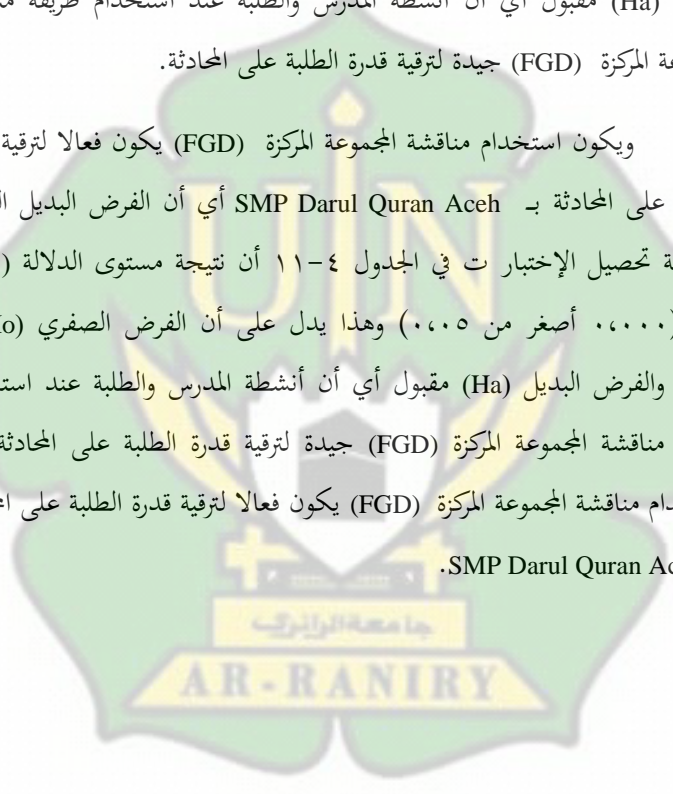 (Ha) مقبول أي أن أنشطة المدرس والطلبة عند استخدام طريقة
المركزة (FGD) جيدة لترقية قدرة الطلبة على المحادثة.
ويكون استخدام مناقشة المجموعة المركزة (FGD) يكون فعالا لترقية
على المحادثة بـ SMP Darul Quran Aceh أي أن الفرض البديل
تحصيل الإختبار ت في الجدول ٤-١١ أن نتيجة مستوى الدلالة )
(٠،٠٠٠ أصغر من ٠،٠٥) وهذا يدل على أن الفرض الصفري
والفرض البديل (Ha) مقبول أي أن أنشطة المدرس والطلبة عند
مناقشة المجموعة المركزة (FGD) جيدة لترقية قدرة الطلبة على المحادثة
مناقشة المجموعة المركزة (FGD) يكون فعالا لترقية قدرة الطلبة على
SMP Darul Quran
UIN
جامعة الرانري
AR-RANIRY